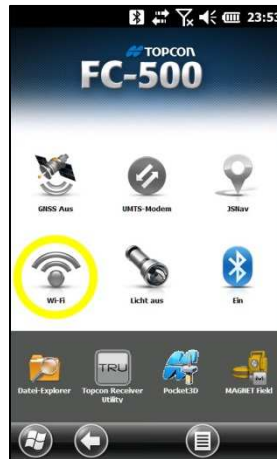 23:53
TOPCON
FC-500
GNSS Aus
UMTS-Modem
JSNav
Wi-Fi
Licht aus
Ein
TRU
Datei-Explorer
Topcon Receiver
Utility
Pocket3D
MAGNET Field